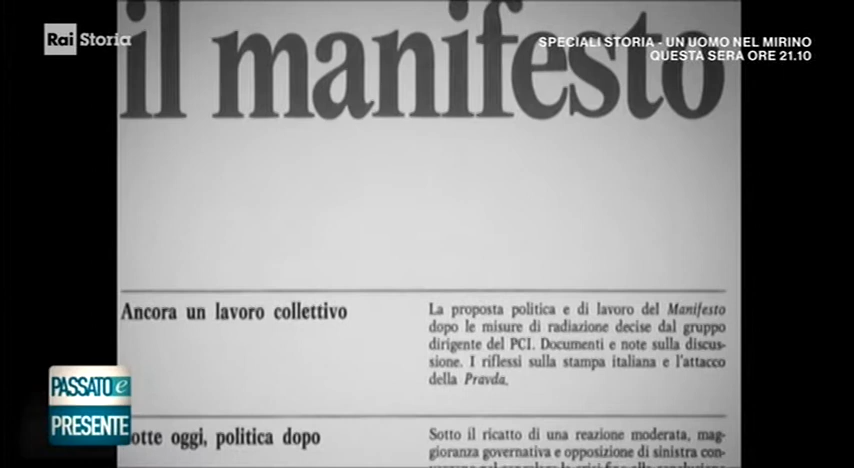 Rai Storia
SPECIALI STORIA - UN UOMO NEL MIRINO
QUESTA SERA ORE 21.10
il manifesto
Ancora un lavoro collettivo
La proposta politica e di lavoro del Manifesto
dopo le misure di radiazione decise dal gruppo
dirigente del PCI. Documenti e note sulla discus-
sione. I riflessi sulla stampa italiana e l'attacco
della Pravda.
otte oggi, politica dopo
Sotto il ricatto di una reazione moderata, mag-
gioranza governativa e opposizione di sinistra con-
PASSATO e
PRESENTE